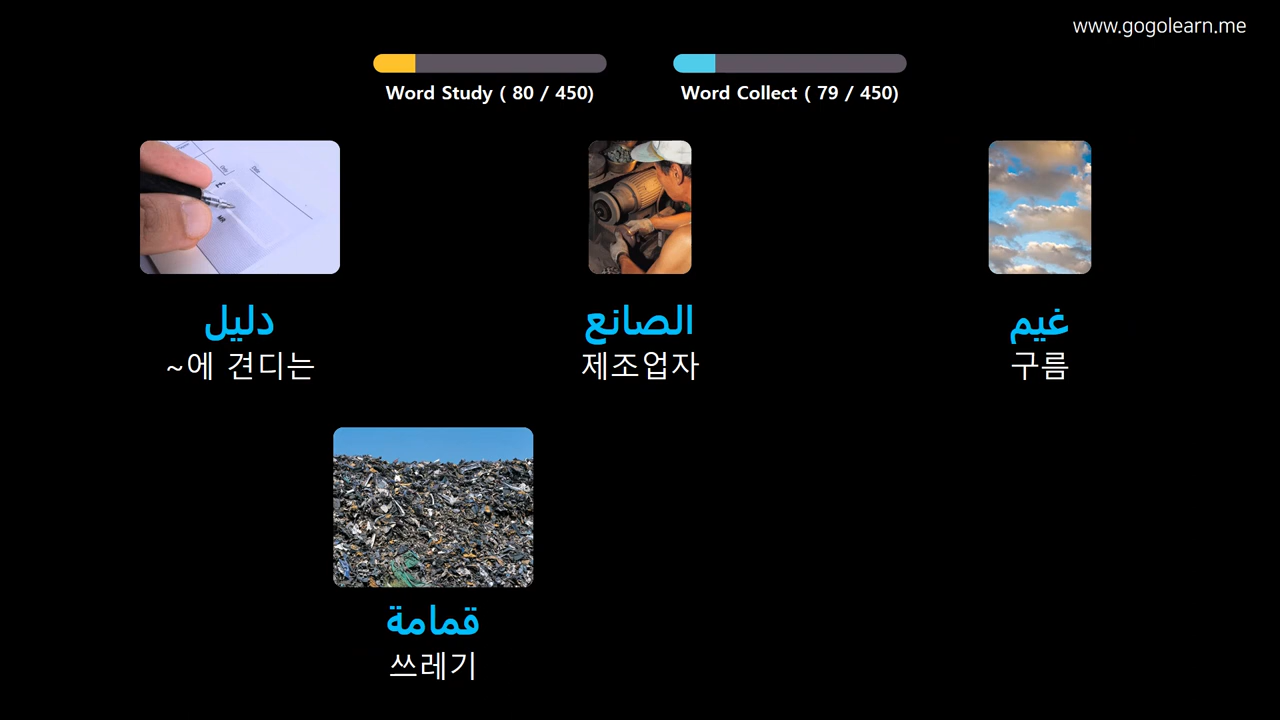 www.gogolearn.me
Word Study ( 80 / 450)
Word Collect ( 79 / 450)
دليل
~에 견디는
الصانع
제조업자
غيم
구름
قمامة
쓰레기